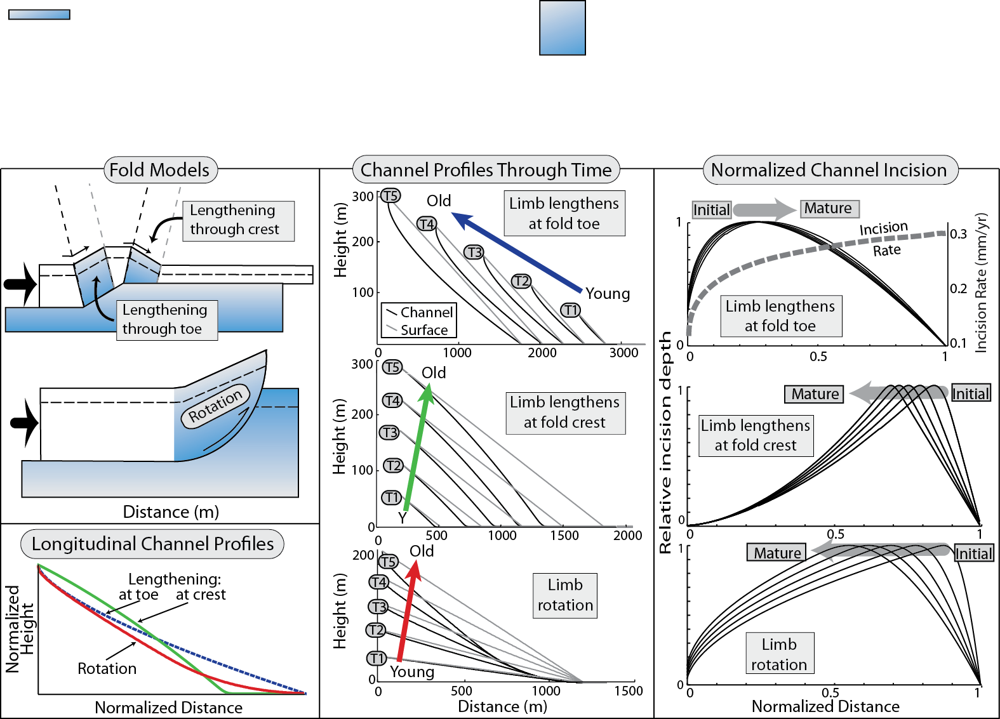 Fold Models
Lengthening
through crest
Lengthening
through toe
Rotation
Distance (m)
Longitudinal Channel Profiles
Lengthening:
at toe at crest
Rotation
Normalized
Height
Normalized Distance
Channel Profiles Through Time
Height (m)
300
200
100
T5
T4
T3
T2
T1
Old
Young
Limb lengthens
at fold toe
Channel
Surface
0 1000 2000 3000
Height (m)
300
200
100
0
T5
T4
T3
T2
T1
Old
Y
Limb lengthens
at fold crest
0 500 1000 1500 2000
Height (m)
200
100
0
T5
T4
T3
T2
T1
Old
Young
Limb
rotation
0 500 1000 1500
Distance (m)
Normalized Channel Incision
Initial Mature
1
0
Incision
Rate
0.3
0.2
0.1
Incision Rate (mm/yr)
Limb lengthens
at fold toe
0 0.5 1
Relative incision depth
Mature Initial
1
0
Limb lengthens
at fold crest
0 0.5 1
Mature Initial
1
0
Limb
rotation
0 0.5 1
Normalized Distance